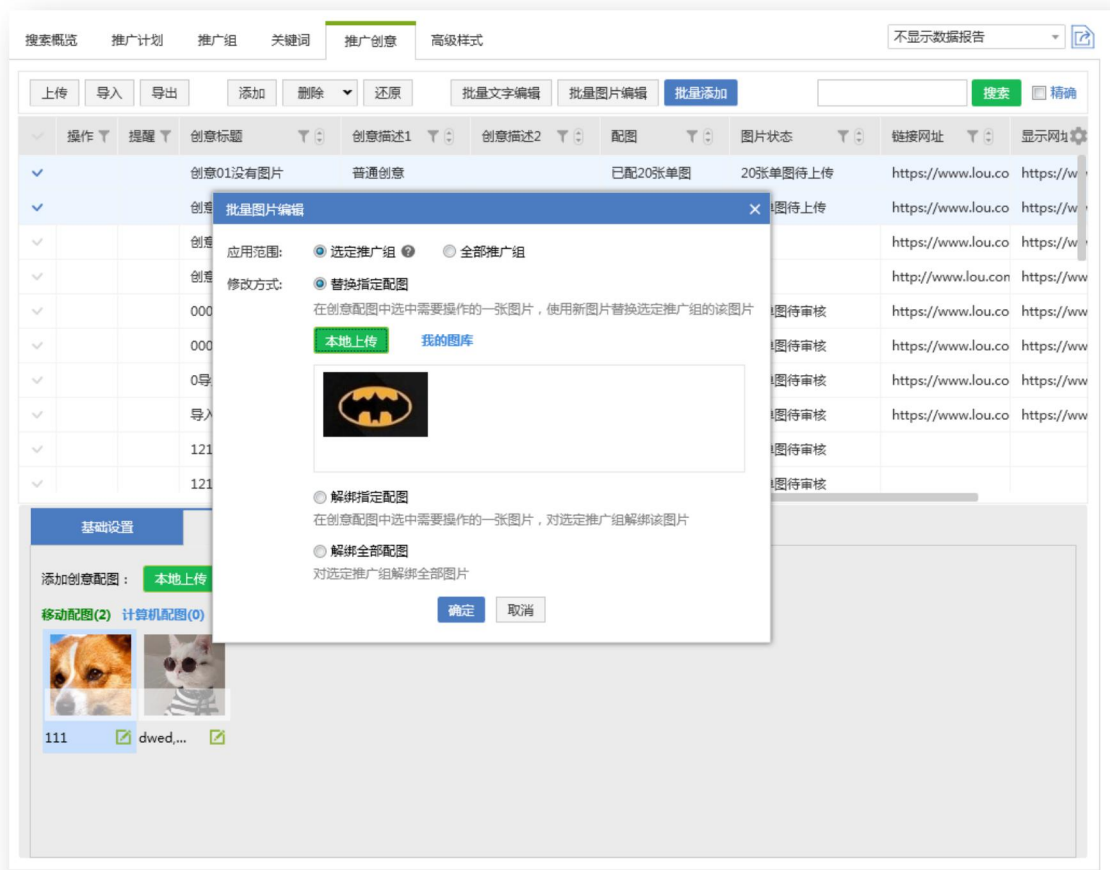 搜索概览 推广计划 推广组 关键词 推广创意 高级样式 不显示数据报告
上传 导入 导出 添加 删除 还原 批量文字编辑 批量图片编辑 批量添加 搜索 精确
操作 提醒 创意标题 创意描述1 创意描述2 配图 图片状态 链接网址 显示网址
创意01没有图片 普通创意 已配20张单图 20张单图待上传 https://www.lou.co https://w
创意 单图待上传 https://www.lou.co https://w
创意 https://www.lou.co https://w
创意 http://www.lou.con https://ww
000 单图待审核 https://www.lou.co https://ww
000 单图待审核 https://www.lou.co https://ww
0导 单图待审核 https://www.lou.co https://ww
导入 单图待审核 https://www.lou.co https://ww
121 单图待审核
121 单图待审核
批量图片编辑
应用范围: 选定推广组 全部推广组
修改方式: 替换指定配图
在创意配图中选中需要操作的一张图片，使用新图片替换选定推广组的该图片
本地上传 我的图库
解绑指定配图
在创意配图中选中需要操作的一张图片，对选定推广组解绑该图片
解绑全部配图
对选定推广组解绑全部图片
确定 取消
基础设置
添加创意配图： 本地上传
移动配图(2) 计算机配图(0)
111 dwed,...